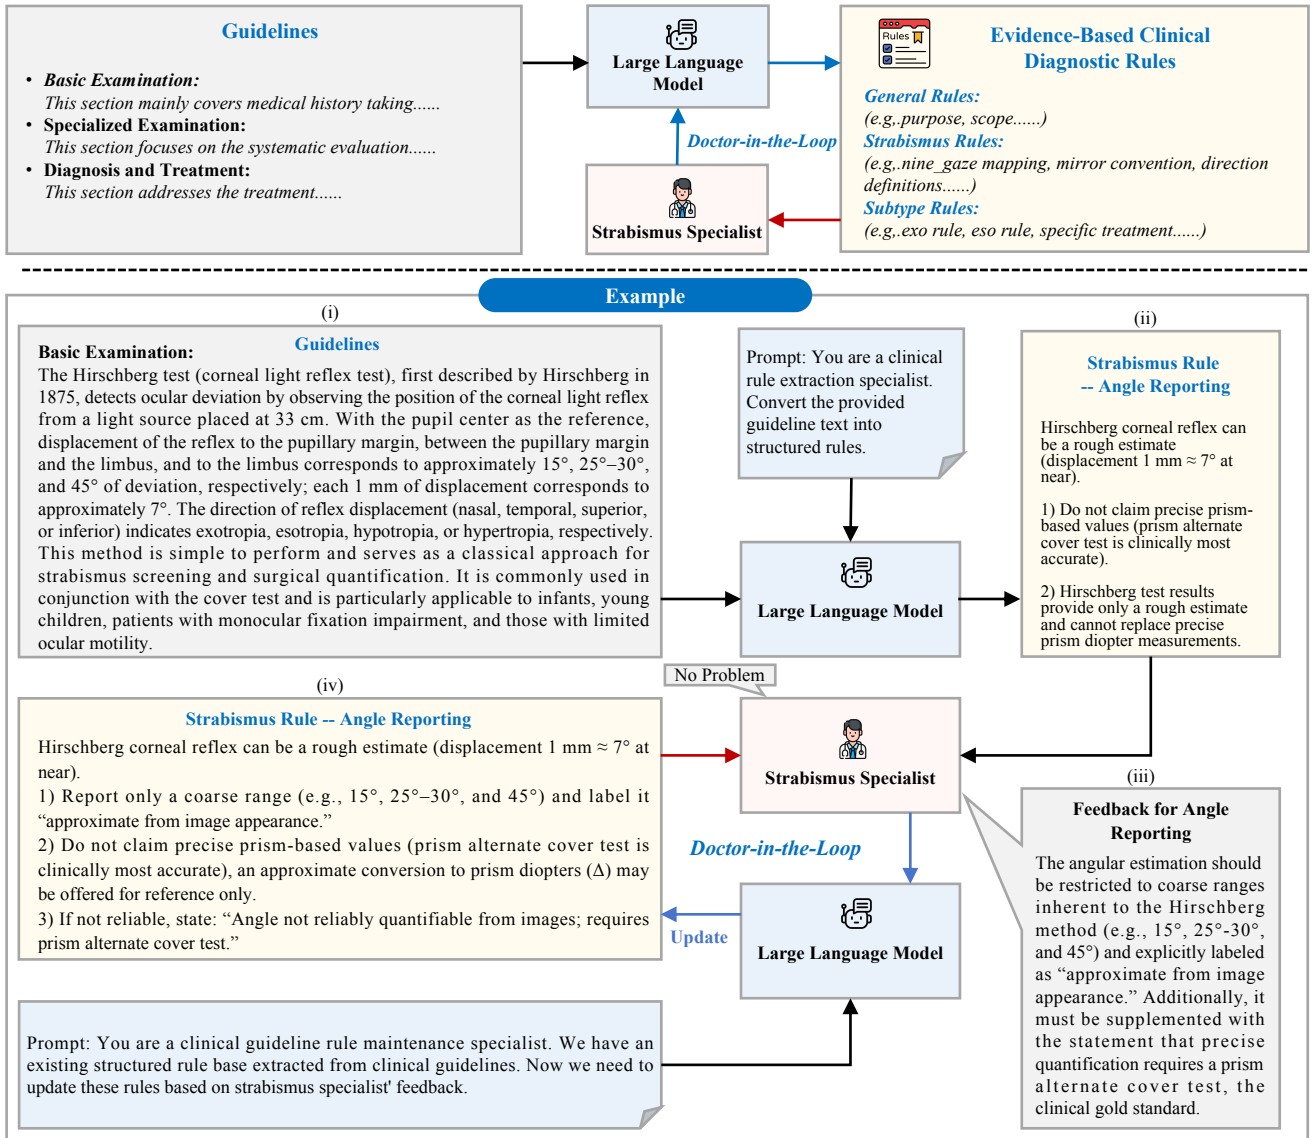 Guidelines
• Basic Examination:
This section mainly covers medical history taking......
• Specialized Examination:
This section focuses on the systematic evaluation......
• Diagnosis and Treatment:
This section addresses the treatment......
Large Language
Model
Doctor-in-the-Loop
Strabismus Specialist
Rules
Evidence-Based Clinical
Diagnostic Rules
General Rules:
(e.g,.purpose, scope......)
Strabismus Rules:
(e.g,.nine_gaze mapping, mirror convention, direction
definitions......)
Subtype Rules:
(e.g,.exo rule, eso rule, specific treatment......)
Example
(i)
Guidelines
Basic Examination:
The Hirschberg test (corneal light reflex test), first described by Hirschberg in
1875, detects ocular deviation by observing the position of the corneal light reflex
from a light source placed at 33 cm. With the pupil center as the reference,
displacement of the reflex to the pupillary margin, between the pupillary margin
and the limbus, and to the limbus corresponds to approximately 15°, 25°–30°,
and 45° of deviation, respectively; each 1 mm of displacement corresponds to
approximately 7°. The direction of reflex displacement (nasal, temporal, superior,
or inferior) indicates exotropia, esotropia, hypotropia, or hypertropia, respectively.
This method is simple to perform and serves as a classical approach for
strabismus screening and surgical quantification. It is commonly used in
conjunction with the cover test and is particularly applicable to infants, young
children, patients with monocular fixation impairment, and those with limited
ocular motility.
Prompt: You are a clinical
rule extraction specialist.
Convert the provided
guideline text into
structured rules.
Large Language Model
(ii)
Strabismus Rule
-- Angle Reporting
Hirschberg corneal reflex can
be a rough estimate
(displacement 1 mm ≈ 7° at
near).
1) Do not claim precise prism-
based values (prism alternate
cover test is clinically most
accurate).
2) Hirschberg test results
provide only a rough estimate
and cannot replace precise
prism diopter measurements.
No Problem
Strabismus Specialist
(iii)
Feedback for Angle
Reporting
The angular estimation should
be restricted to coarse ranges
inherent to the Hirschberg
method (e.g., 15°, 25°-30°,
and 45°) and explicitly labeled
as “approximate from image
appearance.” Additionally, it
must be supplemented with
the statement that precise
quantification requires a prism
alternate cover test, the
clinical gold standard.
(iv)
Strabismus Rule -- Angle Reporting
Hirschberg corneal reflex can be a rough estimate (displacement 1 mm ≈ 7° at
near).
1) Report only a coarse range (e.g., 15°, 25°–30°, and 45°) and label it
“approximate from image appearance.”
2) Do not claim precise prism-based values (prism alternate cover test is
clinically most accurate), an approximate conversion to prism diopters (Δ) may
be offered for reference only.
3) If not reliable, state: “Angle not reliably quantifiable from images; requires
prism alternate cover test.”
Doctor-in-the-Loop
Update
Large Language Model
Prompt: You are a clinical guideline rule maintenance specialist. We have an
existing structured rule base extracted from clinical guidelines. Now we need to
update these rules based on strabismus specialist' feedback.